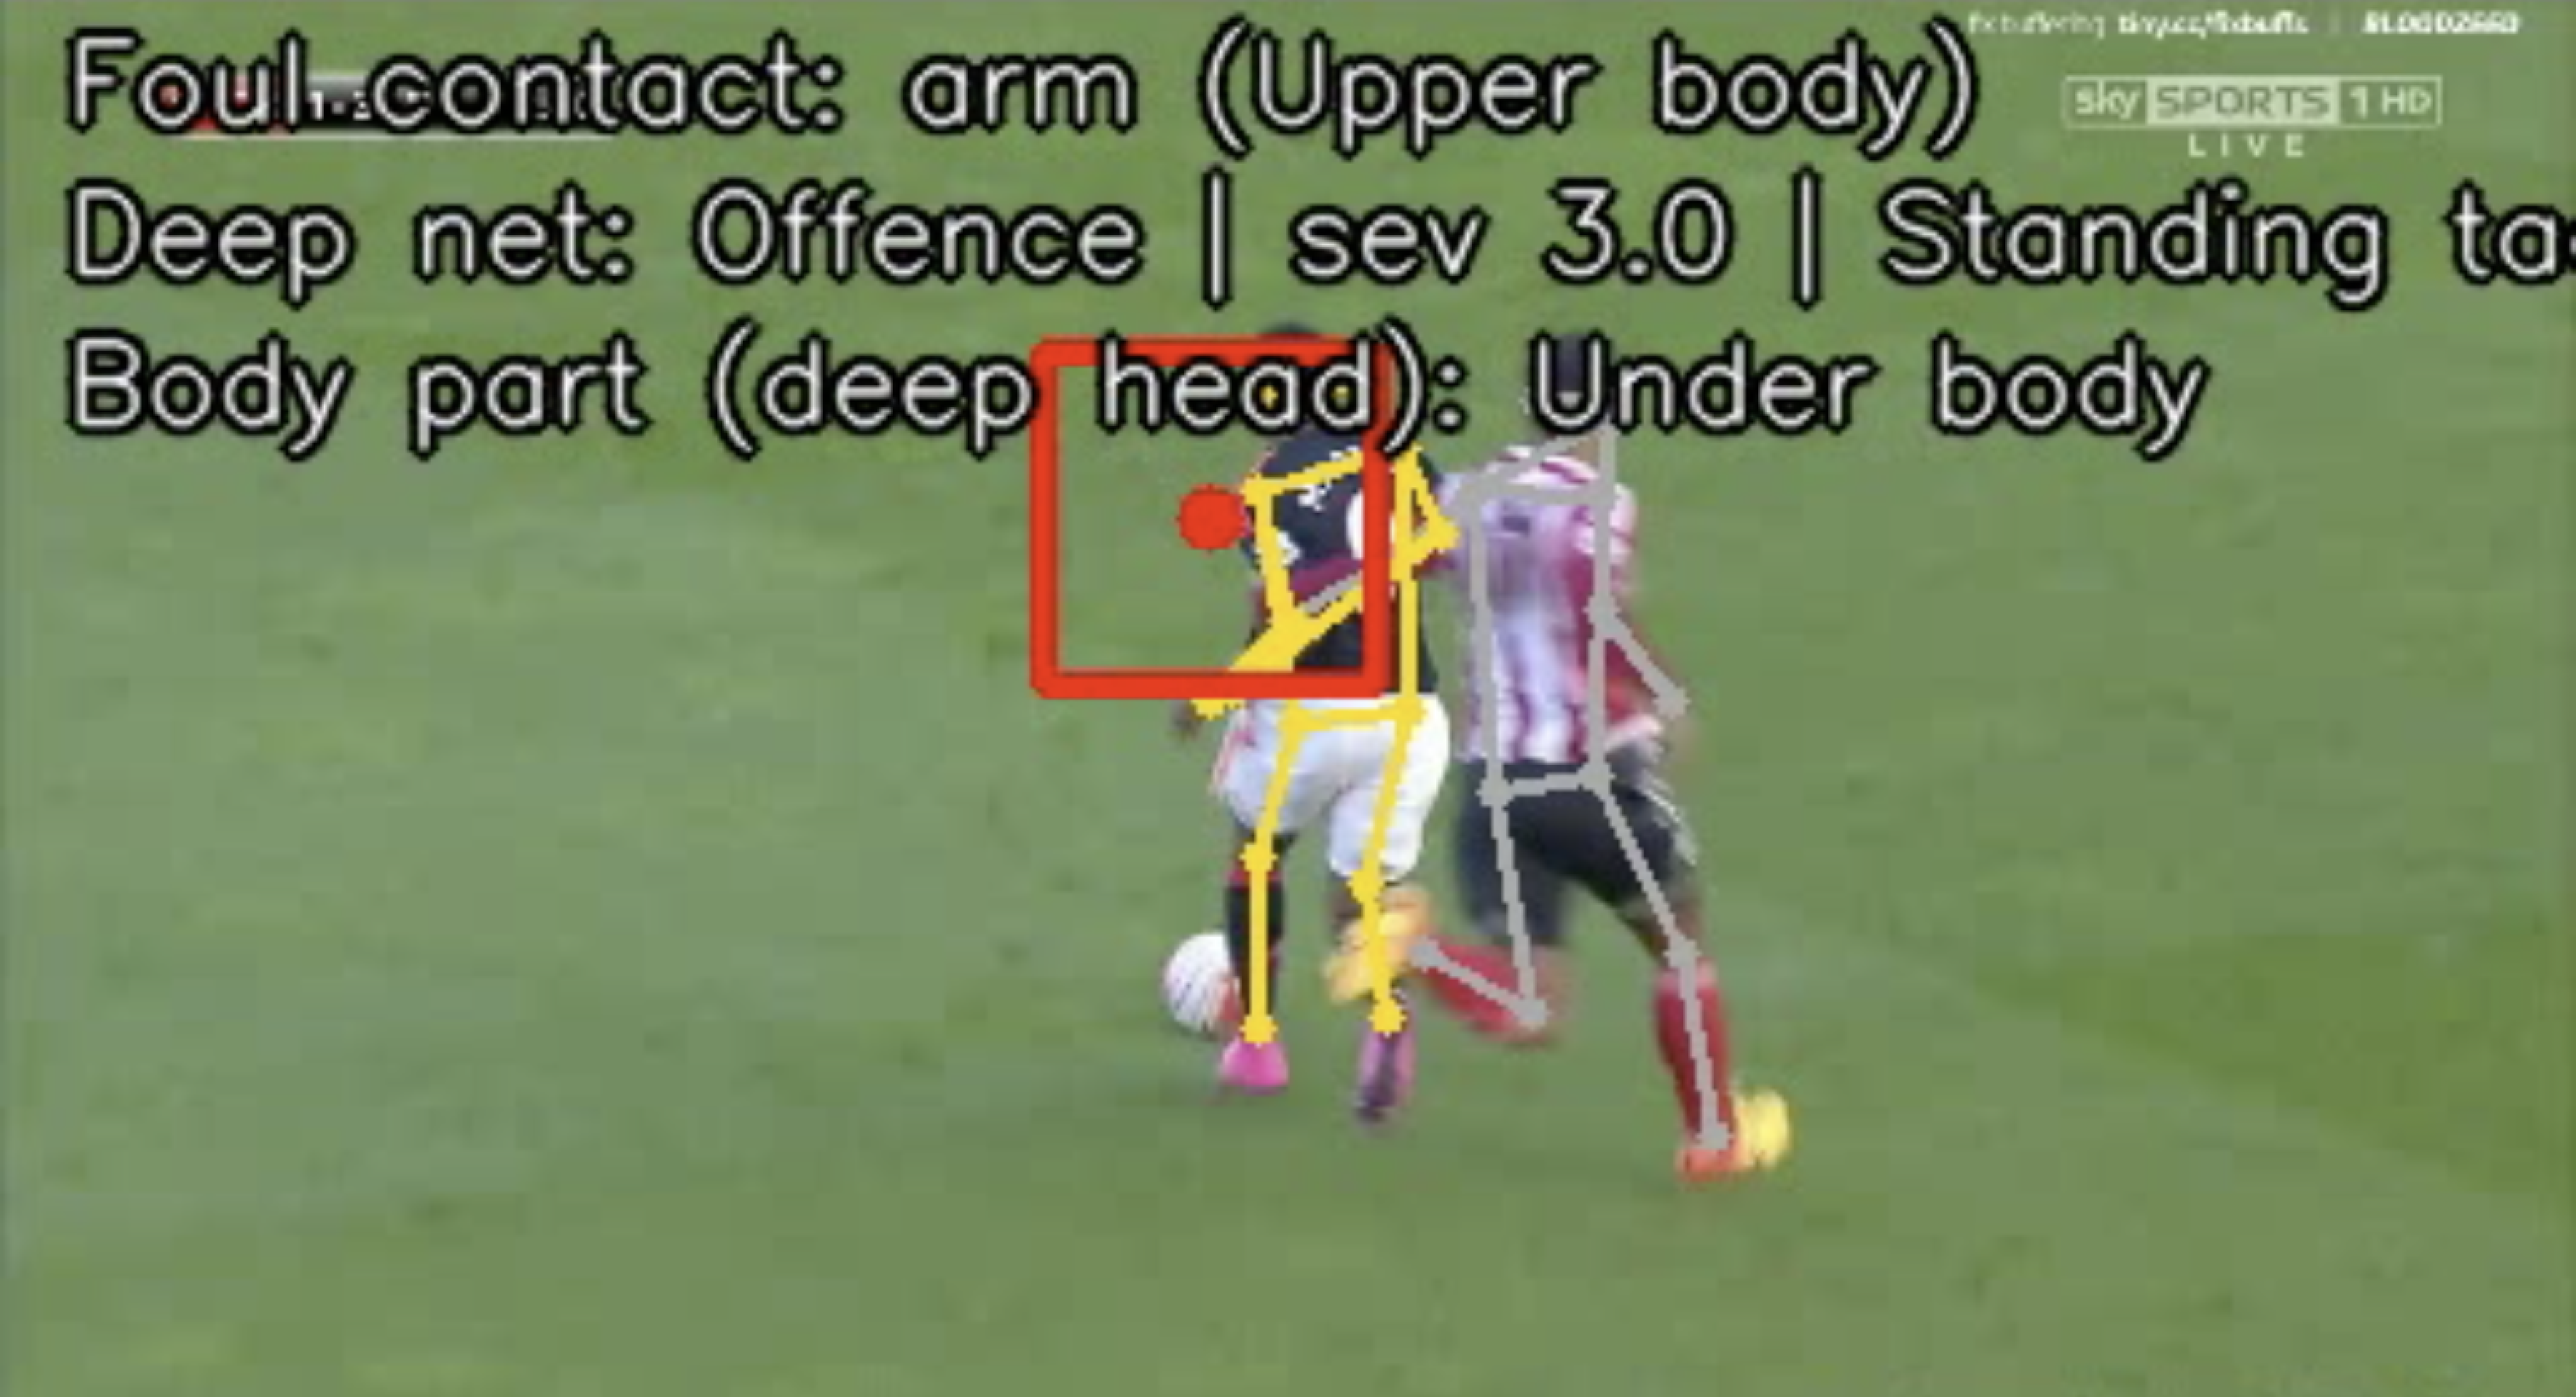 Foul contact: arm (Upper body)
Deep net: Offence | sev 3.0 | Standing
Body part (deep head): Under body
sky SPORTS 1 HD
LIVE